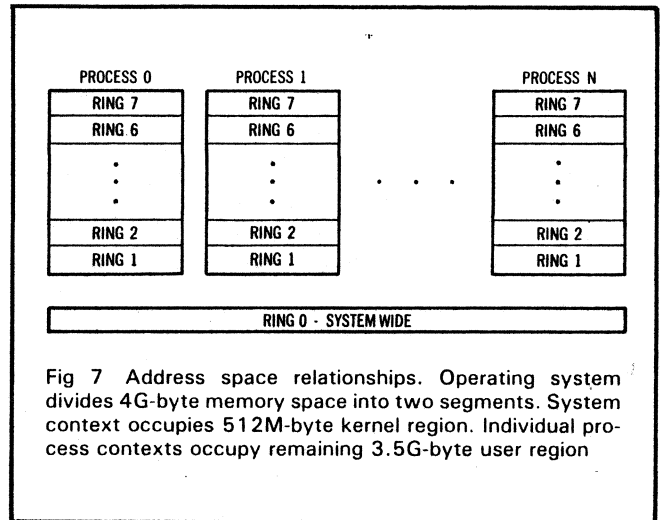 PROCESS 0 PROCESS 1 PROCESS N
RING 7 RING 7 RING 7
RING 6 RING 6 RING 6
. . .
RING 2 RING 2 RING 2
RING 1 RING 1 RING 1
RING 0 - SYSTEM WIDE
Fig 7 Address space relationships. Operating system
divides 4G-byte memory space into two segments. System
context occupies 512M-byte kernel region. Individual pro-
cess contexts occupy remaining 3.5G-byte user region